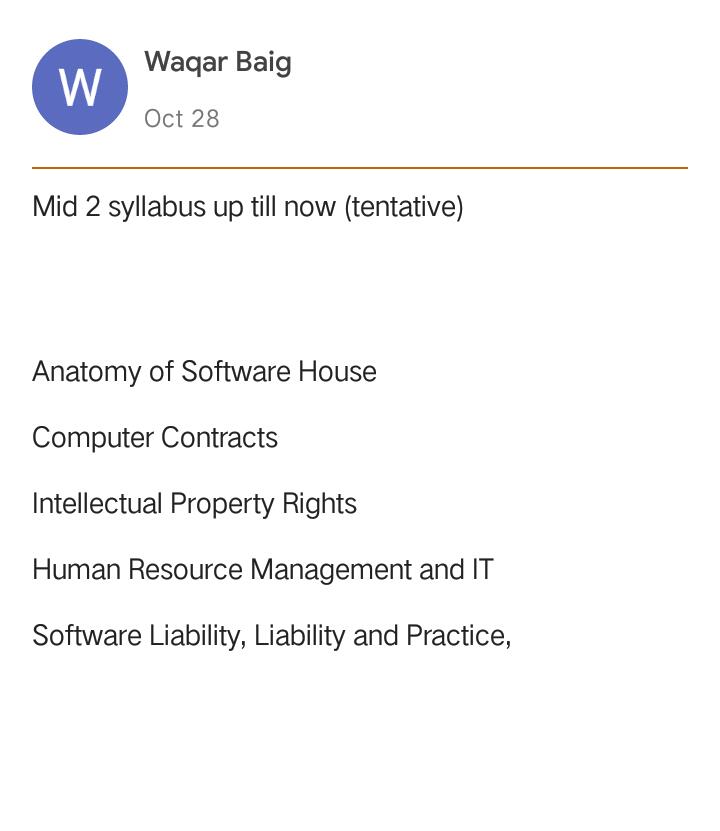 W
Waqar Baig
Oct 28
Mid 2 syllabus up till now (tentative)
Anatomy of Software House
Computer Contracts
Intellectual Property Rights
Human Resource Management and IT
Software Liability, Liability and Practice,